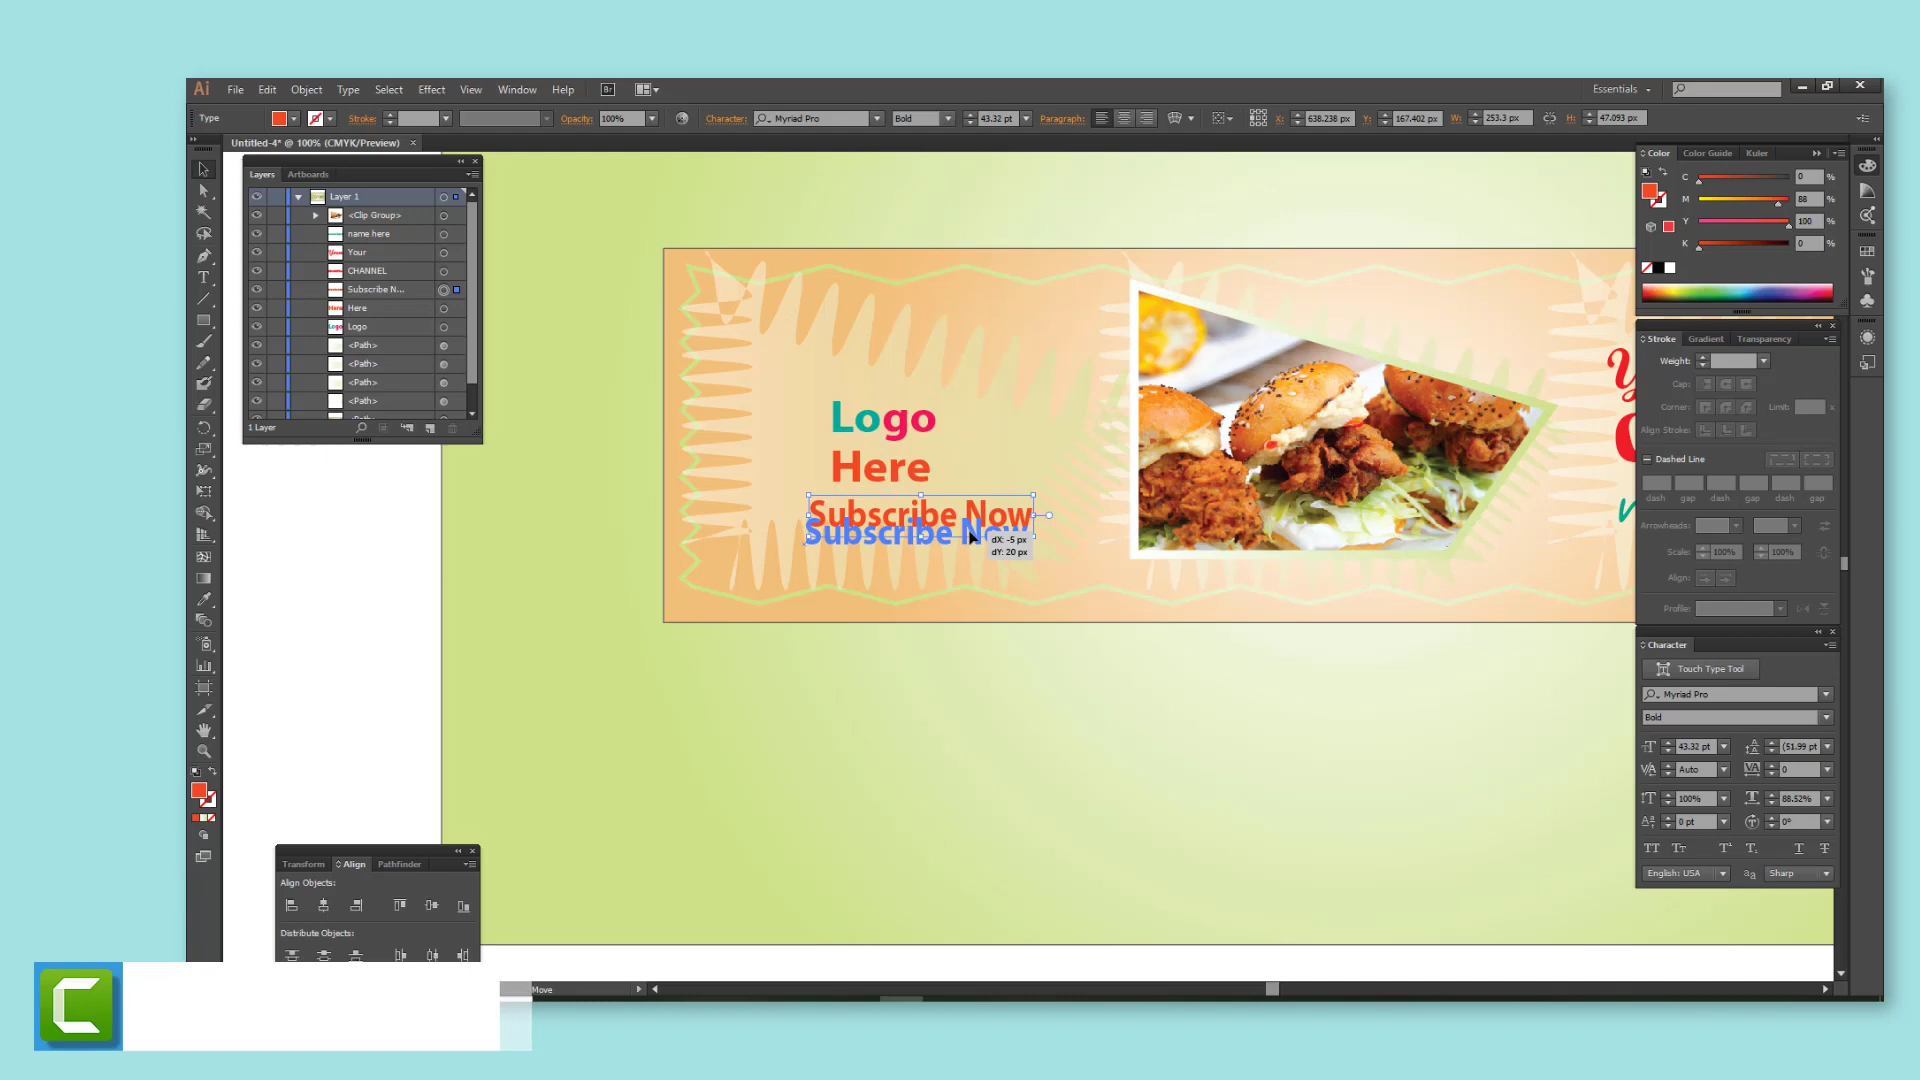 Ai File Edit Object Type Select Effect View Window Help Br Essentials
Type Stroke: Opacity: 100% Character: Myriad Pro Bold 43.32 pt Paragraph: X: 638.238 px Y: 167.402 px W: 253.3 px H: 47.093 px
Untitled-4* @ 100% (CMYK/Preview) ×
Layers Artboards
Layer 1
<Clip Group>
name here
Your
CHANNEL
Subscribe N...
Here
Logo
<Path>
<Path>
<Path>
<Path>
1 Layer
Logo
Here
Subscribe Now
Subscribe Now
dX: -5 px
dY: 20 px
Color Color Guide Kuler
C 0 %
M 88 %
Y 100 %
K 0 %
Stroke Gradient Transparency
Weight:
Cap:
Corner: Limit: x
Align Stroke:
Dashed Line
dash gap dash gap dash gap
Arrowheads:
Scale: 100% 100%
Align:
Profile:
Character
Touch Type Tool
Myriad Pro
Bold
43.32 pt (51.99 pt
Auto 0
100% 88.52%
0 pt 0°
English: USA aa Sharp
Transform Align Pathfinder
Align Objects:
Distribute Objects:
Move